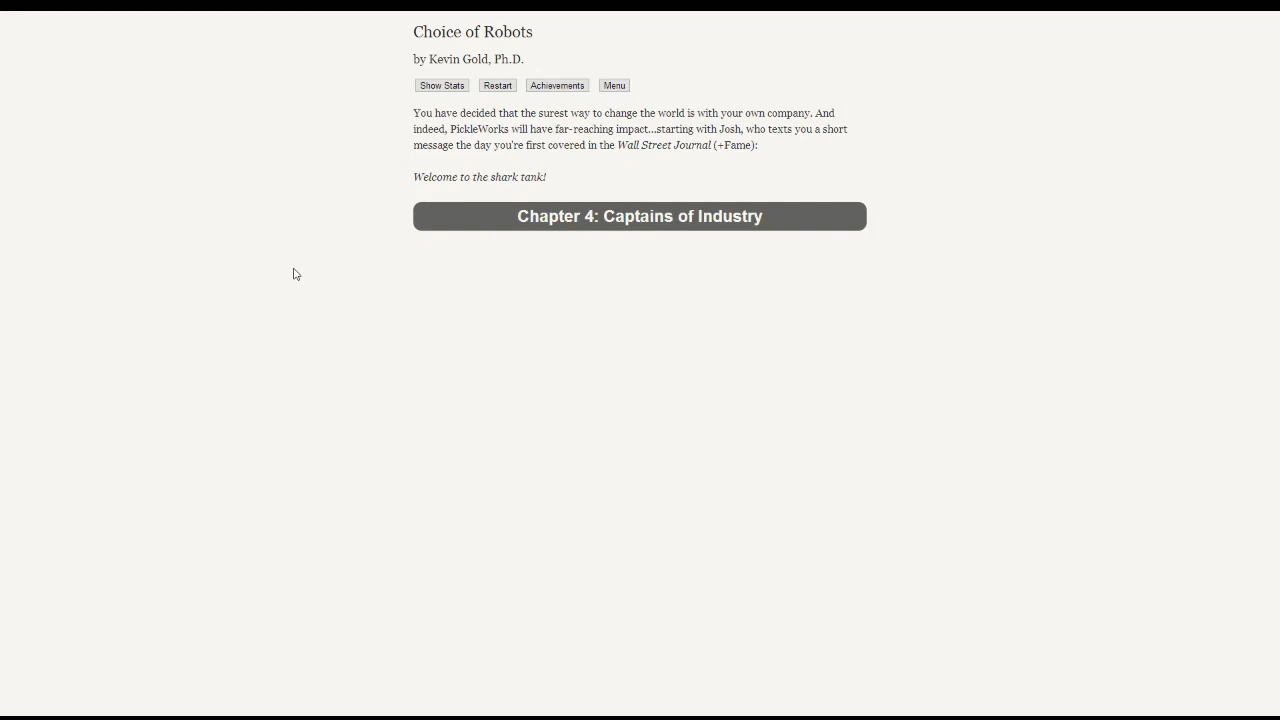 Choice of Robots
by Kevin Gold, Ph.D.
Show Stats Restart Achievements Menu
You have decided that the surest way to change the world is with your own company. And
indeed, PickleWorks will have far-reaching impact...starting with Josh, who texts you a short
message the day you're first covered in the Wall Street Journal (+Fame):
Welcome to the shark tank!
Chapter 4: Captains of Industry